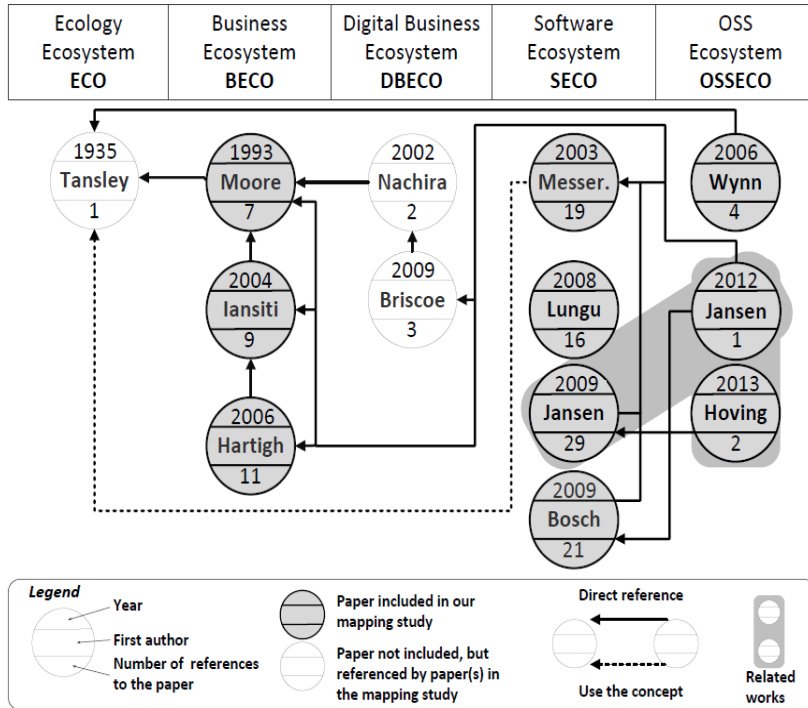 Ecology
Ecosystem
ECO
Business
Ecosystem
BECO
Digital Business
Ecosystem
DBECO
Software
Ecosystem
SECO
OSS
Ecosystem
OSSECO
1935
Tansley
1
1993
Moore
7
2002
Nachira
2
2003
Messer.
19
2006
Wynn
4
2004
Iansiti
9
2009
Briscoe
3
2008
Lungu
16
2012
Jansen
1
2006
Hartigh
11
2009
Jansen
29
2013
Hoving
2
2009
Bosch
21
Legend
Year
First author
Number of references
to the paper
Paper included in our
mapping study
Paper not included, but
referenced by paper(s) in
the mapping study
Direct reference
Use the concept
Related
works